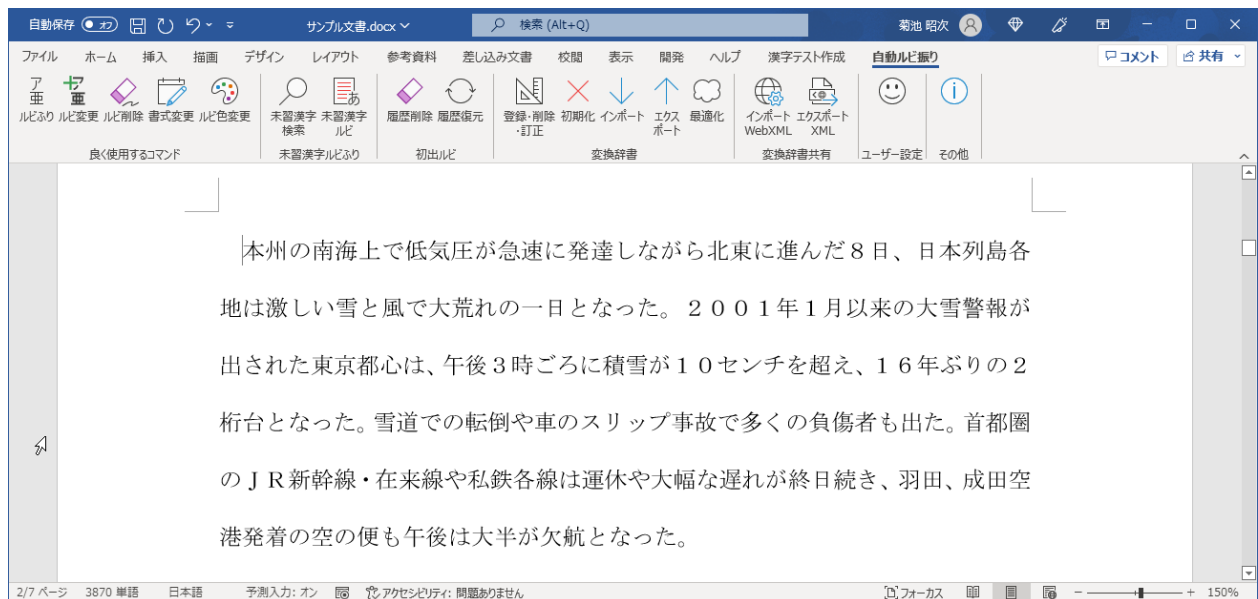 自動保存 オフ サンプル文書.docx 検索 (Alt+Q) 菊池 昭次
ファイル ホーム 挿入 描画 デザイン レイアウト 参考資料 差し込み文書 校閲 表示 開発 ヘルプ 漢字テスト作成 自動ルビ振り コメント 共有
ルビふり ルビ変更 ルビ削除 書式変更 ルビ色変更 未習漢字検索 未習漢字ルビ 履歴削除 履歴復元 登録・削除・訂正 初期化 インポート エクスポート 最適化 インポートWebXML エクスポートXML
良く使用するコマンド 未習漢字ルビふり 初出ルビ 変換辞書 変換辞書共有 ユーザー設定 その他
本州の南海上で低気圧が急速に発達しながら北東に進んだ８日、日本列島各
地は激しい雪と風で大荒れの一日となった。２００１年１月以来の大雪警報が
出された東京都心は、午後３時ごろに積雪が１０センチを超え、１６年ぶりの２
桁台となった。雪道での転倒や車のスリップ事故で多くの負傷者も出た。首都圏
のＪＲ新幹線・在来線や私鉄各線は運休や大幅な遅れが終日続き、羽田、成田空
港発着の空の便も午後は大半が欠航となった。
2/7 ページ 3870 単語 日本語 予測入力: オン アクセシビリティ: 問題ありません フォーカス 150%